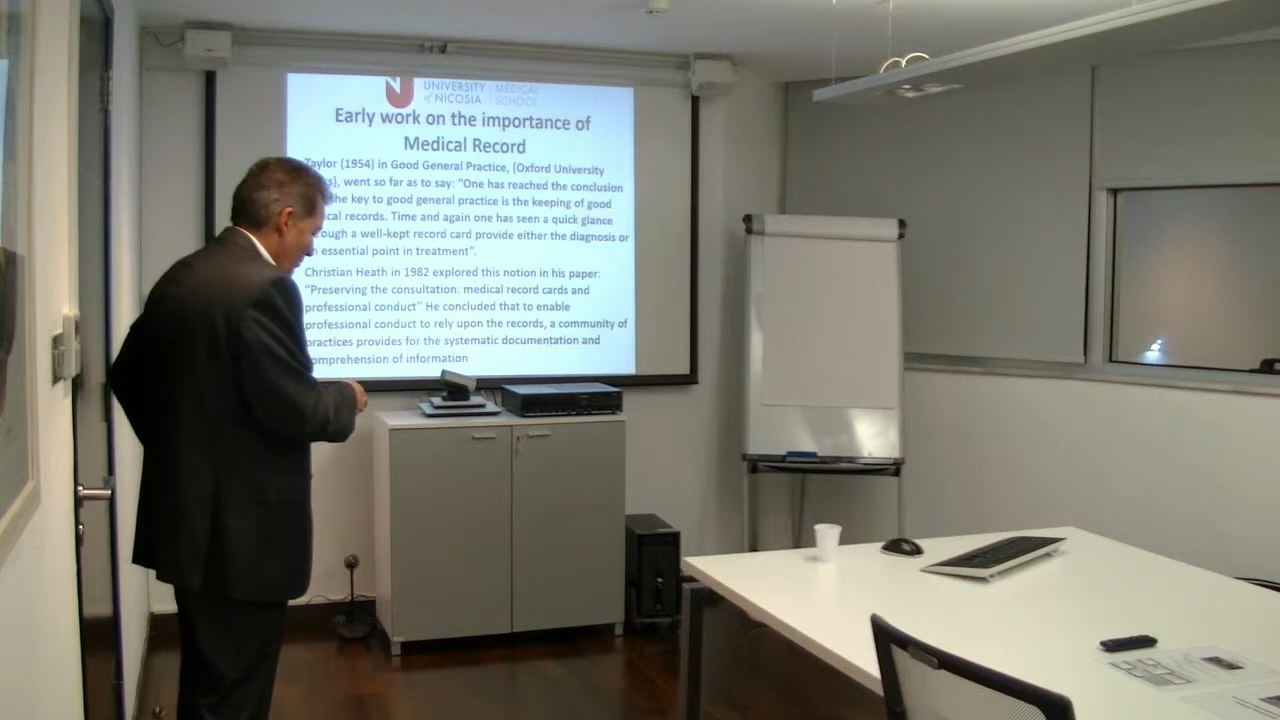 UNIVERSITY
of NICOSIA
MEDICAL
SCHOOL
Early work on the importance of
Medical Record
Taylor (1954) in Good General Practice, (Oxford University
went so far as to say: "One has reached the conclusion
the key to good general practice is the keeping of good
records. Time and again one has seen a quick glance
a well-kept record card provide either the diagnosis or
essential point in treatment".
Christian Heath in 1982 explored this notion in his paper:
"Preserving the consultation: medical record cards and
professional conduct" He concluded that to enable
professional conduct to rely upon the records, a community of
practices provides for the systematic documentation and
comprehension of information